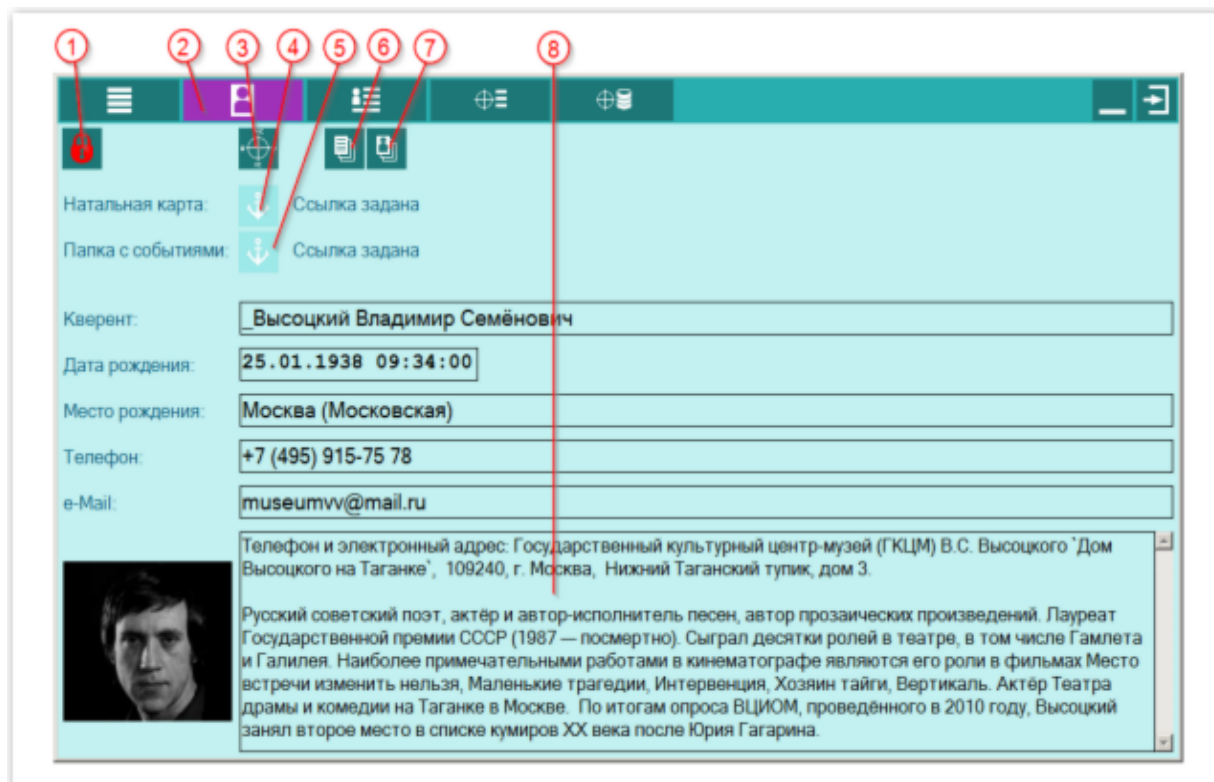 1 2 3 4 5 6 7 8
Натальная карта: Ссылка задана
Папка с событиями: Ссылка задана
Кверент: _Высоцкий Владимир Семёнович
Дата рождения: 25.01.1938 09:34:00
Место рождения: Москва (Московская)
Телефон: +7 (495) 915-75 78
e-Mail: museumvv@mail.ru
Телефон и электронный адрес: Государственный культурный центр-музей (ГКЦМ) В.С. Высоцкого `Дом
Высоцкого на Таганке`, 109240, г. Москва, Нижний Таганский тупик, дом 3.
Русский советский поэт, актёр и автор-исполнитель песен, автор прозаических произведений. Лауреат
Государственной премии СССР (1987 — посмертно). Сыграл десятки ролей в театре, в том числе Гамлета
и Галилея. Наиболее примечательными работами в кинематографе являются его роли в фильмах Место
встречи изменить нельзя, Маленькие трагедии, Интервенция, Хозяин тайги, Вертикаль. Актёр Театра
драмы и комедии на Таганке в Москве. По итогам опроса ВЦИОМ, проведённого в 2010 году, Высоцкий
занял второе место в списке кумиров XX века после Юрия Гагарина.